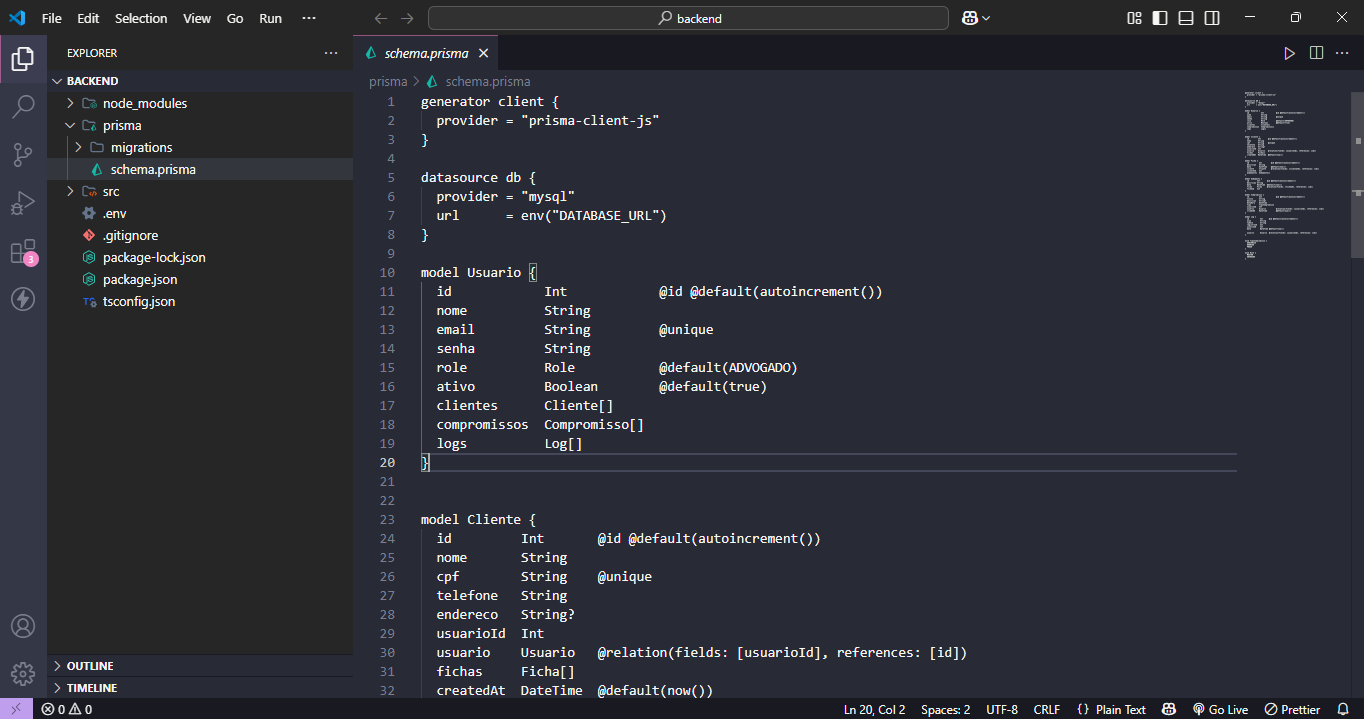 File Edit Selection View Go Run ···
backend
EXPLORER ···
BACKEND
node_modules
prisma
migrations
schema.prisma
src
.env
.gitignore
package-lock.json
package.json
TS tsconfig.json
3
OUTLINE
TIMELINE
schema.prisma
prisma > schema.prisma
1 generator client {
2 provider = "prisma-client-js"
3 }
4
5 datasource db {
6 provider = "mysql"
7 url = env("DATABASE_URL")
8 }
9
10 model Usuario {
11 id Int @id @default(autoincrement())
12 nome String
13 email String @unique
14 senha String
15 role Role @default(ADVOGADO)
16 ativo Boolean @default(true)
17 clientes Cliente[]
18 compromissos Compromisso[]
19 logs Log[]
20 }
21
22
23 model Cliente {
24 id Int @id @default(autoincrement())
25 nome String
26 cpf String @unique
27 telefone String
28 endereco String?
29 usuarioId Int
30 usuario Usuario @relation(fields: [usuarioId], references: [id])
31 fichas Ficha[]
32 createdAt DateTime @default(now())
0 0 Ln 20, Col 2 Spaces: 2 UTF-8 CRLF {} Plain Text Go Live Prettier